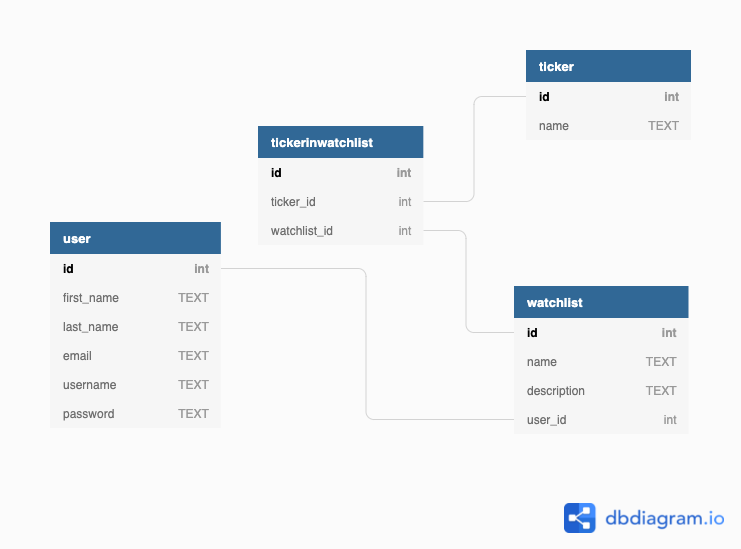 ticker
id int
name TEXT
tickerinwatchlist
id int
ticker_id int
watchlist_id int
user
id int
first_name TEXT
last_name TEXT
email TEXT
username TEXT
password TEXT
watchlist
id int
name TEXT
description TEXT
user_id int
dbdiagram.io